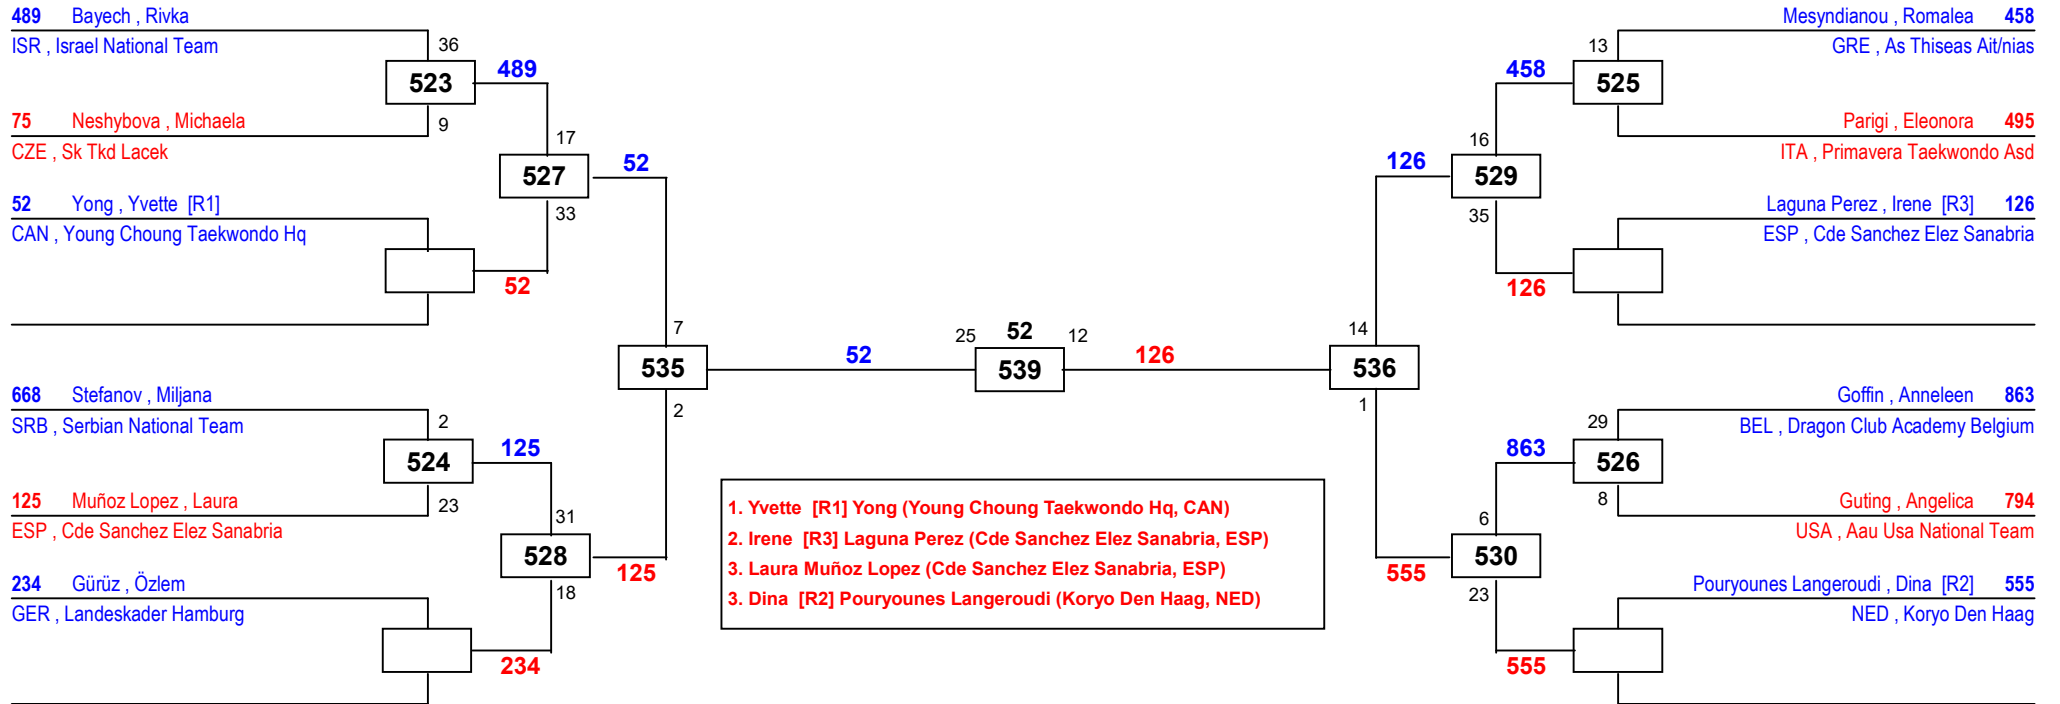 489 Bayech , Rivka
ISR , Israel National Team
36
523
489
9
75 Neshybova , Michaela
CZE , Sk Tkd Lacek
17
527
52
33
52 Yong , Yvette [R1]
CAN , Young Choung Taekwondo Hq
52
7
535
52
2
668 Stefanov , Miljana
SRB , Serbian National Team
2
524
125
23
125 Muñoz Lopez , Laura
ESP , Cde Sanchez Elez Sanabria
31
528
125
18
234 Gürüz , Özlem
GER , Landeskader Hamburg
234
25 52 12
539
126
1. Yvette [R1] Yong (Young Choung Taekwondo Hq, CAN)
2. Irene [R3] Laguna Perez (Cde Sanchez Elez Sanabria, ESP)
3. Laura Muñoz Lopez (Cde Sanchez Elez Sanabria, ESP)
3. Dina [R2] Pouryounes Langeroudi (Koryo Den Haag, NED)
Mesyndianou , Romalea 458
GRE , As Thiseas Ait/nias
13
458
525
Parigi , Eleonora 495
ITA , Primavera Taekwondo Asd
16
126
529
35
Laguna Perez , Irene [R3] 126
ESP , Cde Sanchez Elez Sanabria
126
14
536
1
Goffin , Anneleen 863
BEL , Dragon Club Academy Belgium
29
863
526
8
Guting , Angelica 794
USA , Aau Usa National Team
6
530
555
23
Pouryounes Langeroudi , Dina [R2] 555
NED , Koryo Den Haag
555